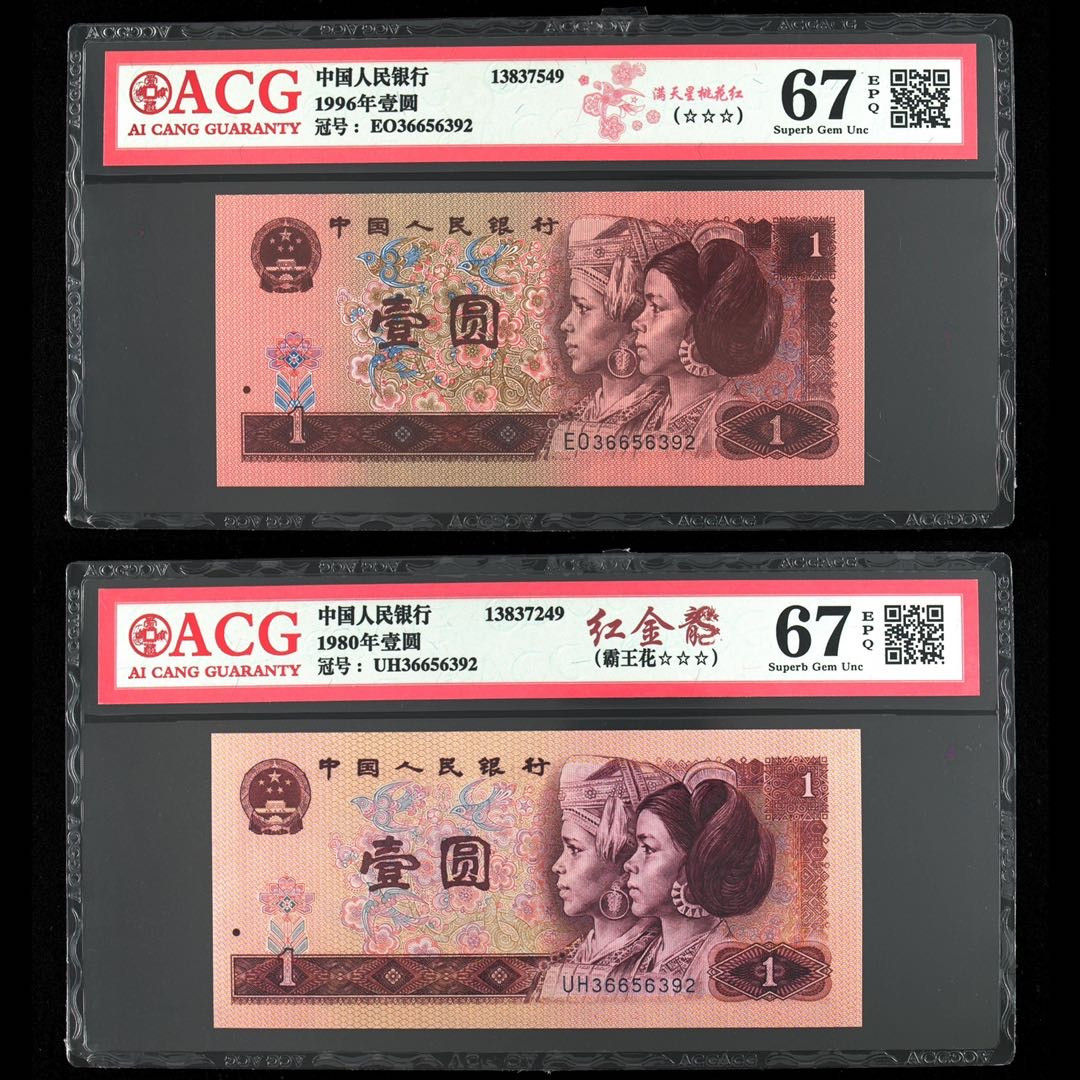 ACG
AI CANG GUARANTY
中国人民银行
1996年壹圆
冠号：EO36656392
13837549
满天星桃花红
(☆☆☆)
67
EPQ
Superb Gem Unc
中国人民银行
壹圆
1
1
EO36656392
1
ACGACG
ACG
AI CANG GUARANTY
中国人民银行
1980年壹圆
冠号：UH36656392
13837249
红金龍
(霸王花☆☆☆)
67
EPQ
Superb Gem Unc
中国人民银行
壹圆
1
1
UH36656392
1
ACGACG